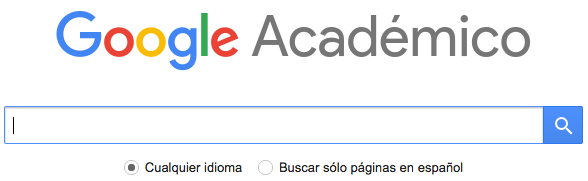 Google Académico
Cualquier idioma Buscar sólo páginas en español